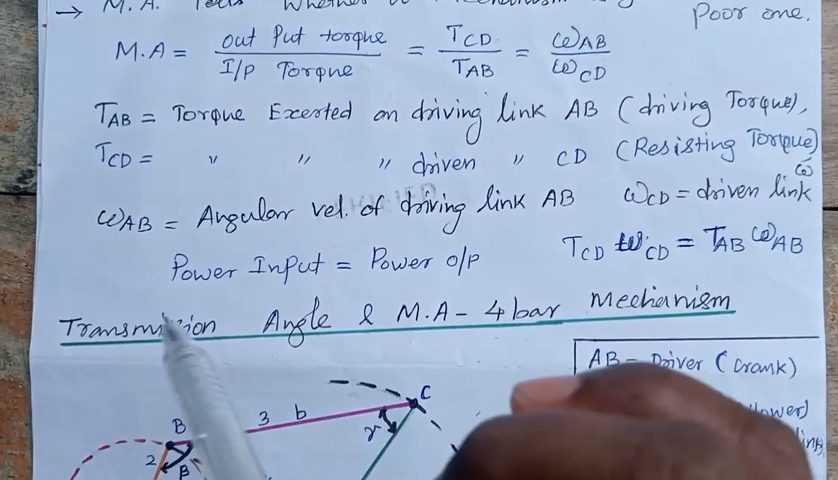 → M.A. Tells Whether
Poor one.
M.A = Out Put torque / I/P Torque = TCD / TAB = ωAB / ωCD
TAB = Torque Exerted on driving link AB (driving Torque),
TCD = " " " driven " CD (Resisting Torque)
ω
ωAB = Angular vel. of driving link AB ωCD = driven link
Power Input = Power o/p TCD ωCD = TAB ωAB
Transmission Angle & M.A - 4 bar Mechanism
AB = Driver (Crank)
C
3 b
B
γ
2
β